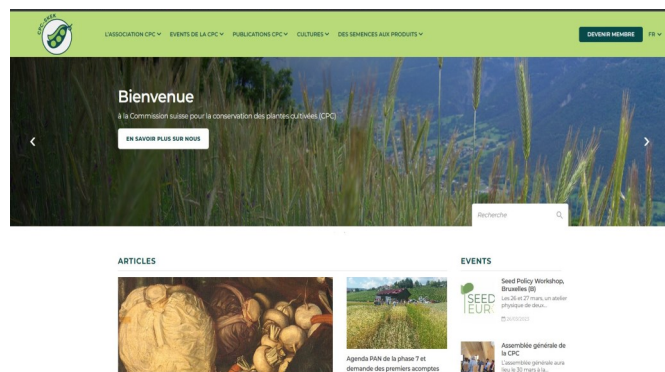 CPC-SKEK
L'ASSOCIATION CPC
EVENTS DE LA CPC
PUBLICATIONS CPC
CULTURES
DES SEMENCES AUX PRODUITS
DEVENIR MEMBRE
FR
Bienvenue
à la Commission suisse pour la conservation des plantes cultivées (CPC)
EN SAVOIR PLUS SUR NOUS
Recherche
ARTICLES
EVENTS
Agenda PAN de la phase 7 et
demande des premiers acomptes
SEED
EUR
Seed Policy Workshop,
Bruxelles (B)
Les 26 et 27 mars, un atelier
physique de deux...
Assemblée générale de
la CPC
L'assemblée générale aura
lieu le 30 mars à la...